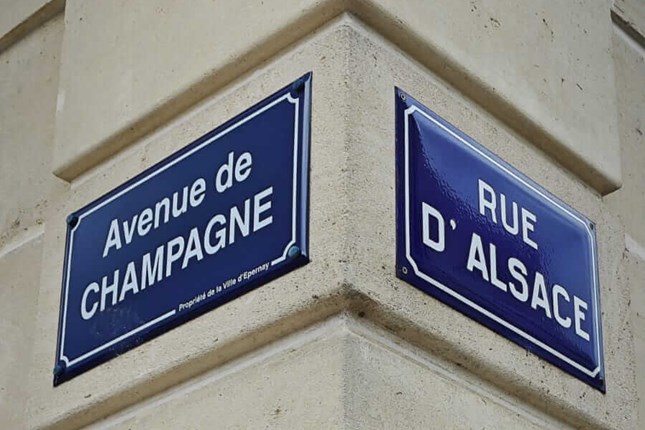 Avenue de
CHAMPAGNE
Propriété de la Ville d'Epernay
RUE
D'ALSACE